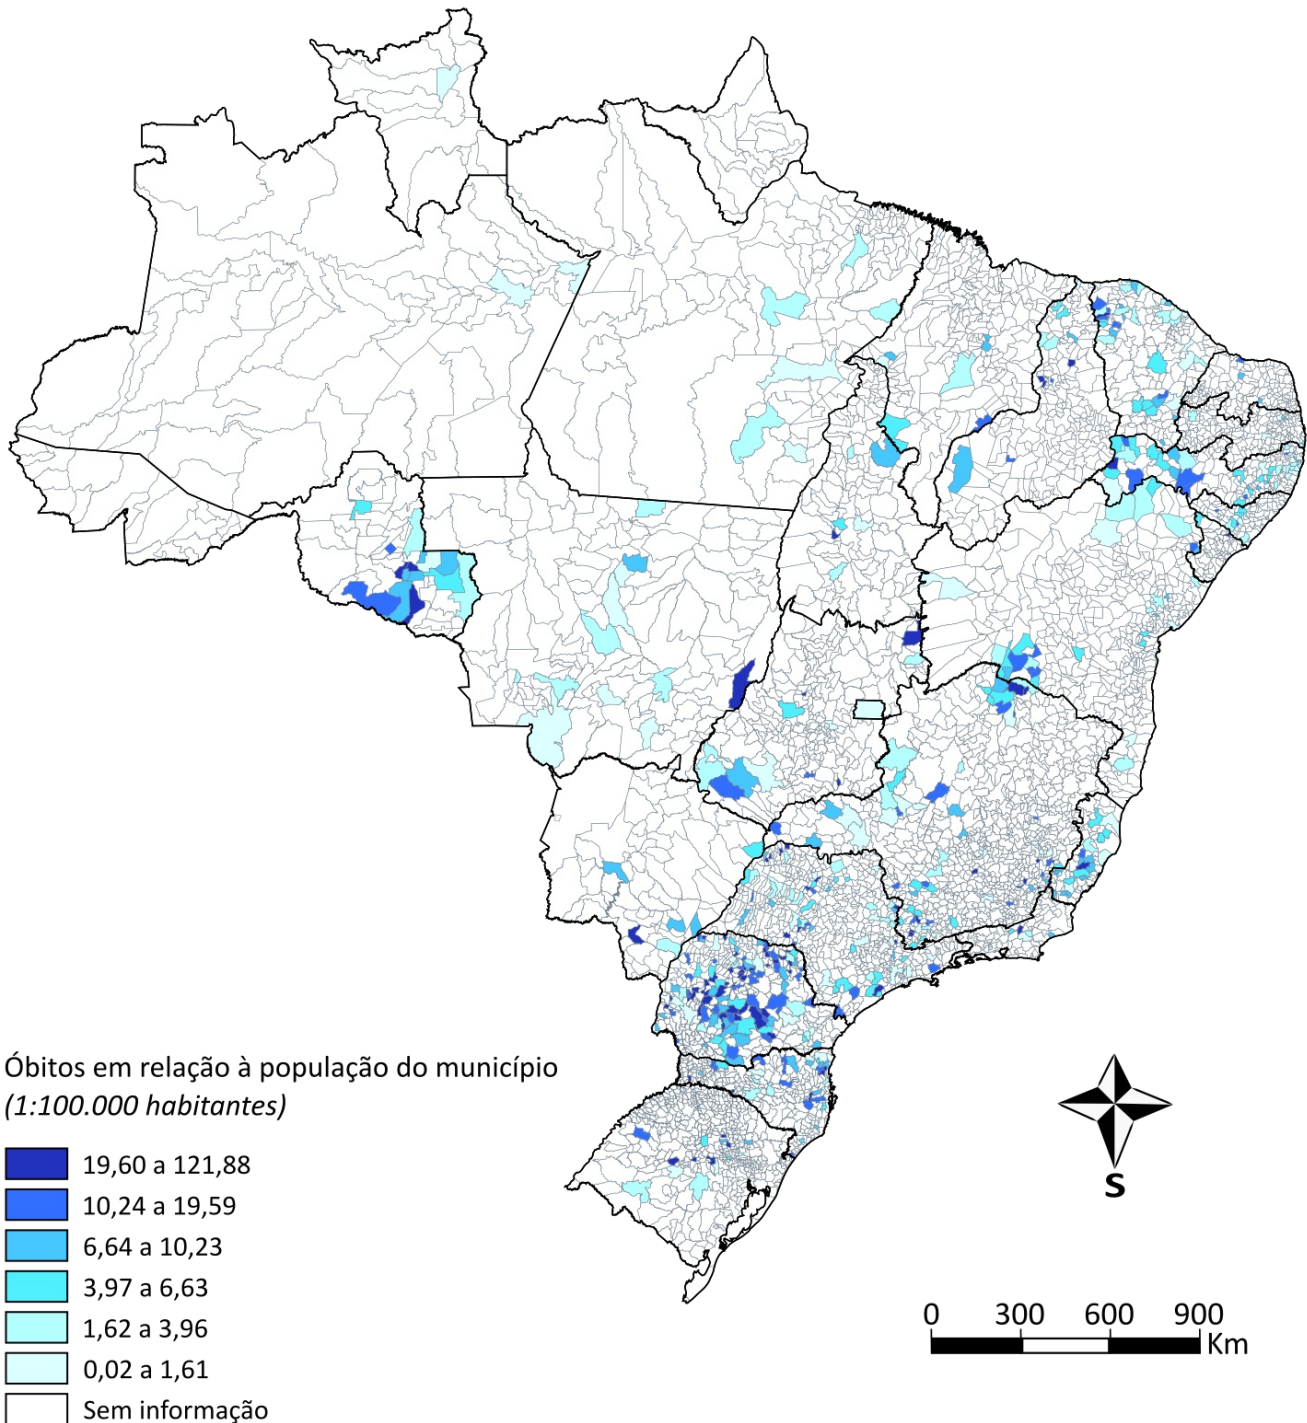 Óbitos em relação à população do município
(1:100.000 habitantes)
19,60 a 121,88
10,24 a 19,59
6,64 a 10,23
3,97 a 6,63
1,62 a 3,96
0,02 a 1,61
Sem informação
S
0 300 600 900
Km